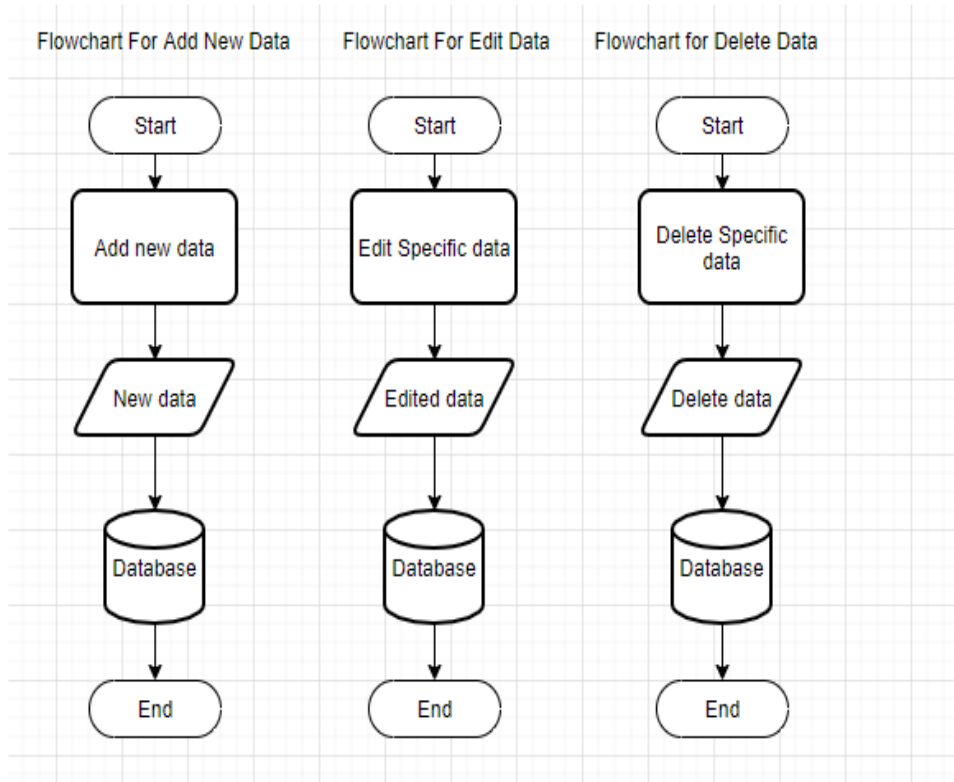 Flowchart For Add New Data
Start
Add new data
New data
Database
End
Flowchart For Edit Data
Start
Edit Specific data
Edited data
Database
End
Flowchart for Delete Data
Start
Delete Specific
data
Delete data
Database
End